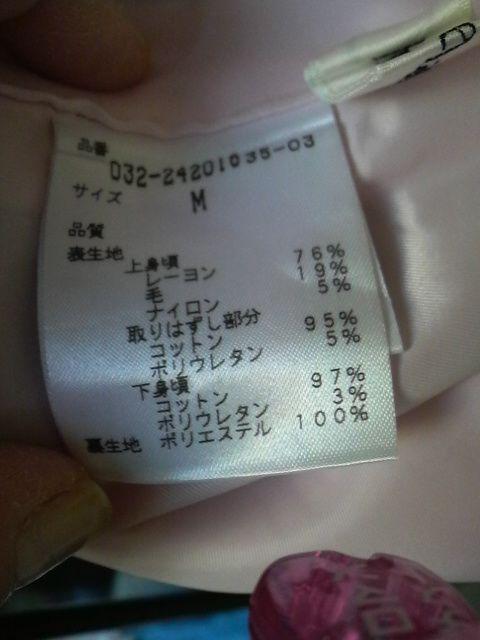 品番
032-24201035-03
サイズ M
品質
表生地
上身頃
レーヨン 76%
毛 19%
ナイロン 5%
取りはずし部分
コットン 95%
ポリウレタン 5%
下身頃
コットン 97%
ポリウレタン 3%
裏生地 ポリエステル 100%